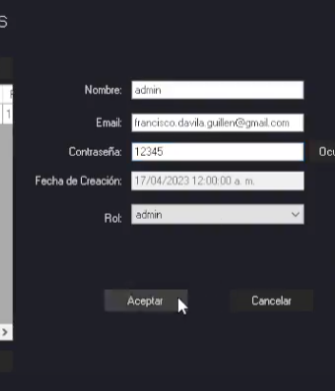 S
Nombre: admin
Email: francisco.davila.guillen@gmail.com
Contraseña: 12345 Ocu
Fecha de Creación: 17/04/2023 12:00:00 a. m.
Rol: admin
Aceptar Cancelar